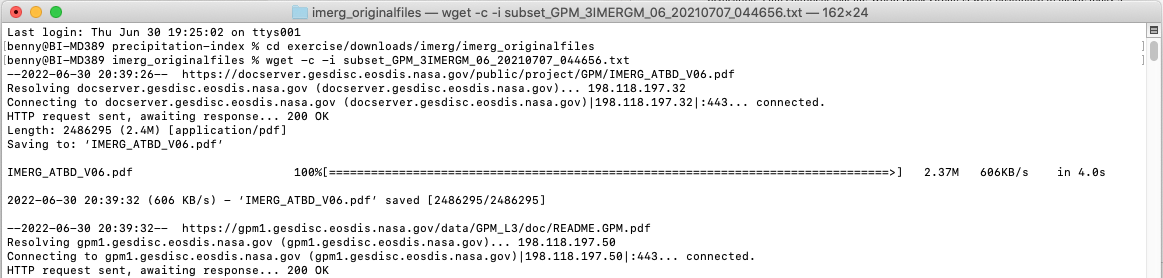 imerg_originalfiles — wget -c -i subset_GPM_3IMERGM_06_20210707_044656.txt — 162×24
Last login: Thu Jun 30 19:25:02 on ttys001
[benny@BI-MD389 precipitation-index % cd exercise/downloads/imerg/imerg_originalfiles ]
[benny@BI-MD389 imerg_originalfiles % wget -c -i subset_GPM_3IMERGM_06_20210707_044656.txt ]
--2022-06-30 20:39:26--  https://docserver.gesdisc.eosdis.nasa.gov/public/project/GPM/IMERG_ATBD_V06.pdf
Resolving docserver.gesdisc.eosdis.nasa.gov (docserver.gesdisc.eosdis.nasa.gov)... 198.118.197.32
Connecting to docserver.gesdisc.eosdis.nasa.gov (docserver.gesdisc.eosdis.nasa.gov)|198.118.197.32|:443... connected.
HTTP request sent, awaiting response... 200 OK
Length: 2486295 (2.4M) [application/pdf]
Saving to: ‘IMERG_ATBD_V06.pdf’
IMERG_ATBD_V06.pdf 100%[================================================================================>] 2.37M 606KB/s in 4.0s
2022-06-30 20:39:32 (606 KB/s) - ‘IMERG_ATBD_V06.pdf’ saved [2486295/2486295]
--2022-06-30 20:39:32--  https://gpm1.gesdisc.eosdis.nasa.gov/data/GPM_L3/doc/README.GPM.pdf
Resolving gpm1.gesdisc.eosdis.nasa.gov (gpm1.gesdisc.eosdis.nasa.gov)... 198.118.197.50
Connecting to gpm1.gesdisc.eosdis.nasa.gov (gpm1.gesdisc.eosdis.nasa.gov)|198.118.197.50|:443... connected.
HTTP request sent, awaiting response... 200 OK